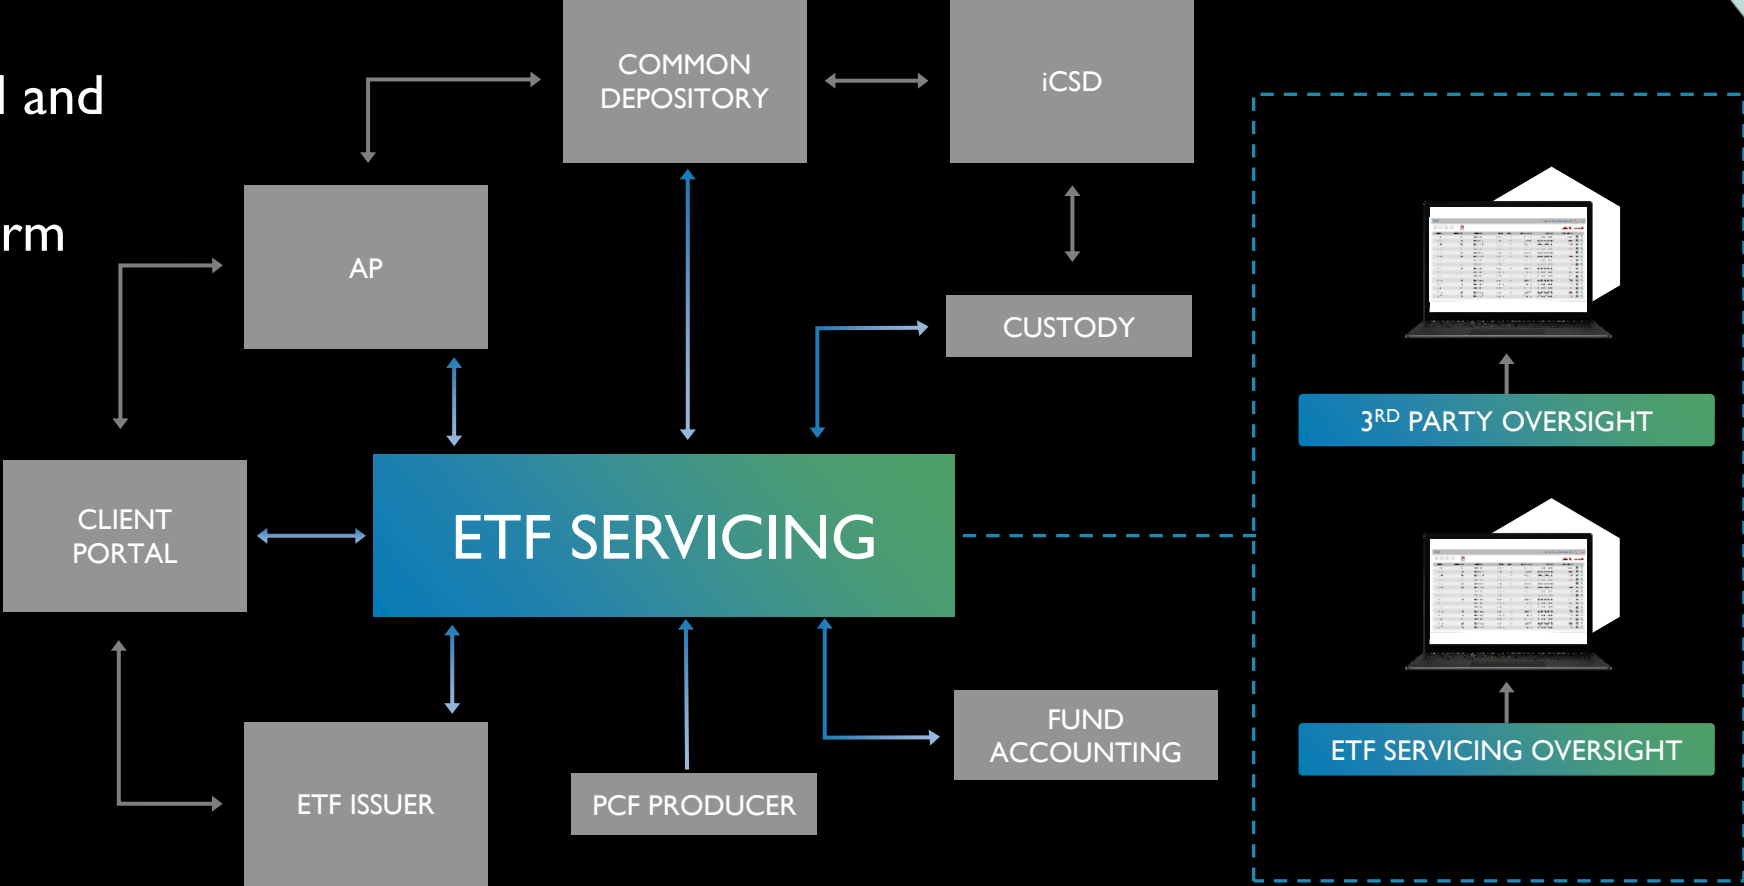 and
COMMON
DEPOSITORY
iCSD
AP
CUSTODY
3RD PARTY OVERSIGHT
CLIENT
PORTAL
ETF SERVICING
FUND
ACCOUNTING
ETF SERVICING OVERSIGHT
ETF ISSUER
PCF PRODUCER